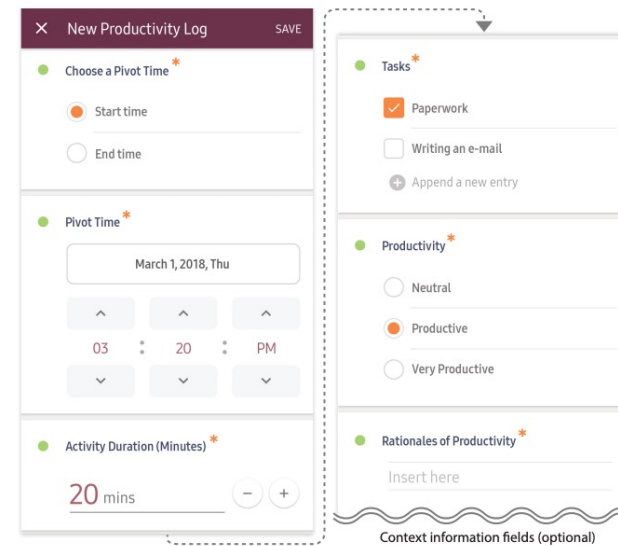 New Productivity Log SAVE
Choose a Pivot Time *
Start time
End time
Pivot Time *
March 1, 2018, Thu
03 : 20 : PM
Activity Duration (Minutes) *
20 mins
Tasks *
Paperwork
Writing an e-mail
Append a new entry
Productivity *
Neutral
Productive
Very Productive
Rationales of Productivity *
Insert here
Context information fields (optional)